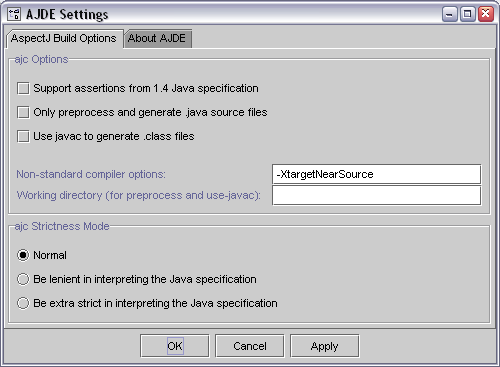 AJDE Settings
AspectJ Build Options
About AJDE
ajc Options
Support assertions from 1.4 Java specification
Only preprocess and generate .java source files
Use javac to generate .class files
Non-standard compiler options:
-XtargetNearSource
Working directory (for preprocess and use-javac):
ajc Strictness Mode
Normal
Be lenient in interpreting the Java specification
Be extra strict in interpreting the Java specification
OK
Cancel
Apply